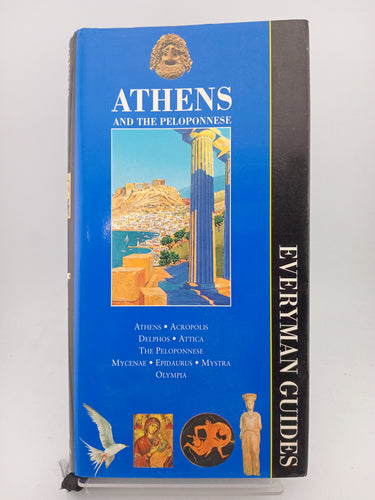 ATHENS
AND THE PELOPONNESE
ATHENS • ACROPOLIS
DELPHOS • ATTICA
THE PELOPONNESE
MYCENAE • EPIDAURUS • MYSTRA
OLYMPIA
EVERYMAN GUIDES